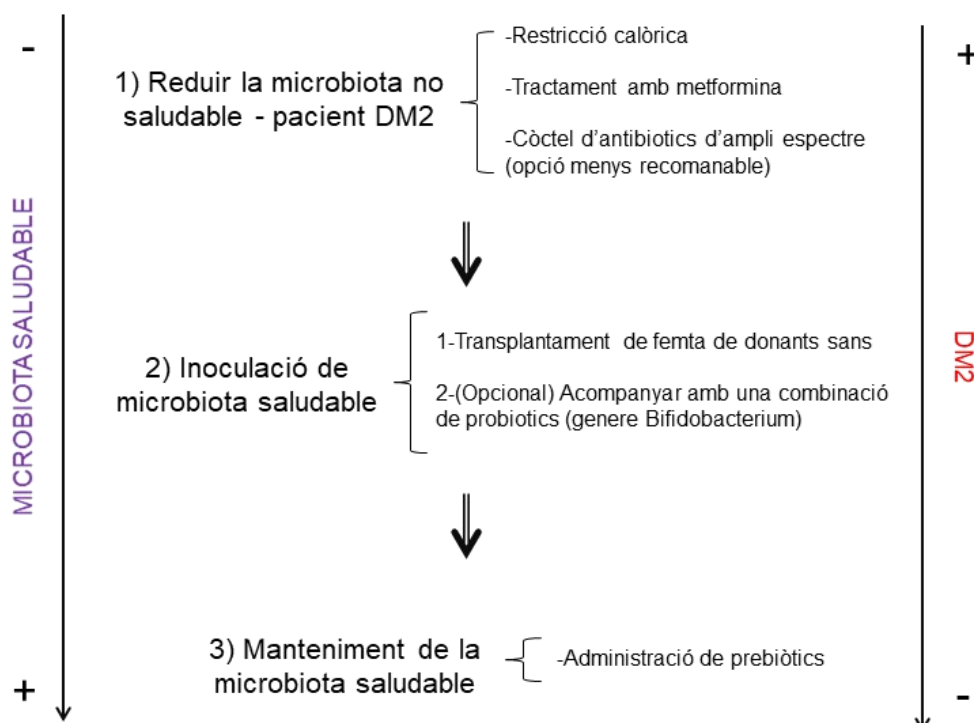 -
+
1) Reduir la microbiota no
saludable - pacient DM2
-Restricció calòrica
-Tractament amb metformina
-Còctel d'antibiotics d'ampli espectre
(opció menys recomanable)
MICROBIOTA SALUDABLE
DM2
2) Inoculació de
microbiota saludable
1-Transplantament de femta de donants sans
2-(Opcional) Acompanyar amb una combinació
de probiotics (genere Bifidobacterium)
3) Manteniment de la
microbiota saludable
-Administració de prebiòtics
+
-